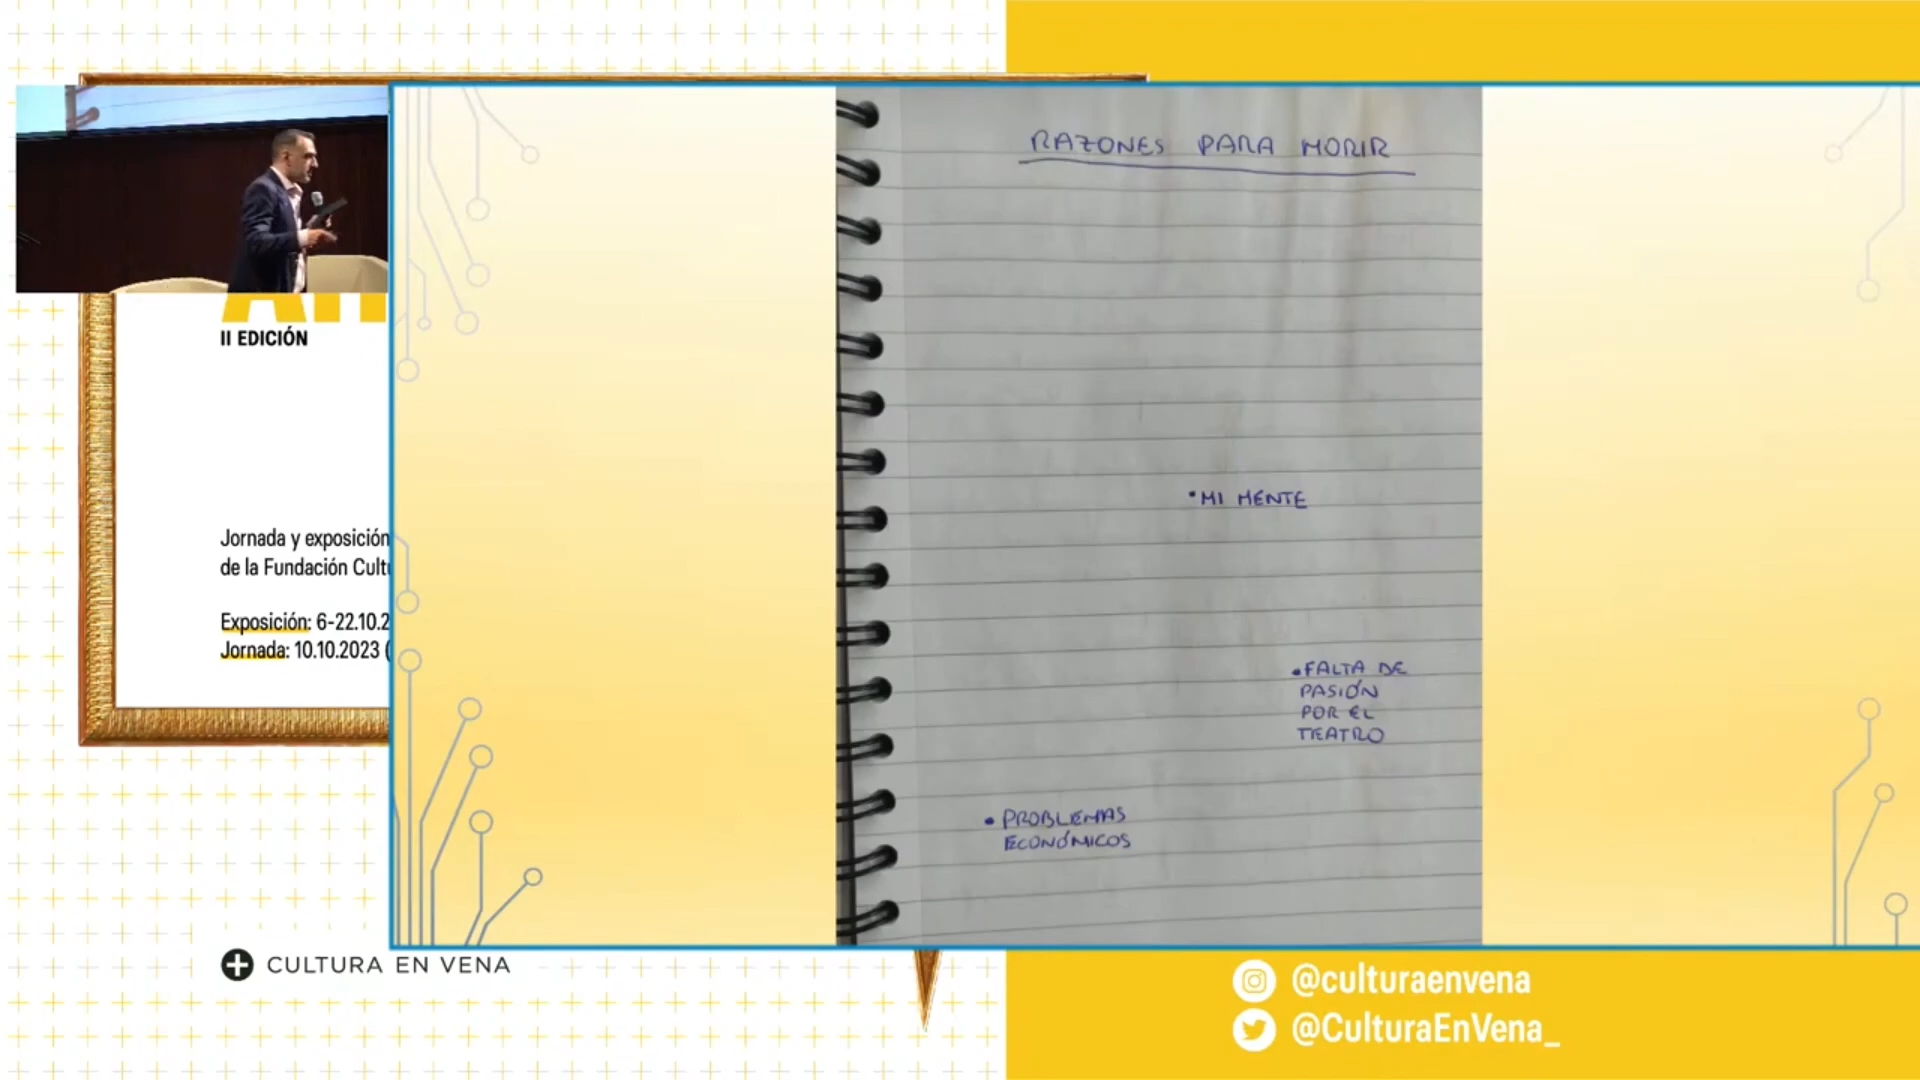 RAZONES PARA MORIR
• MI MENTE
• FALTA DE
PASIÓN
POR EL
TEATRO
• PROBLEMAS
ECONÓMICOS
II EDICIÓN
Jornada y exposición
de la Fundación
Exposición: 6-22.10.2
Jornada: 10.10.2023 (
CULTURA EN VENA
@culturaenvena
@CulturaEnVena_